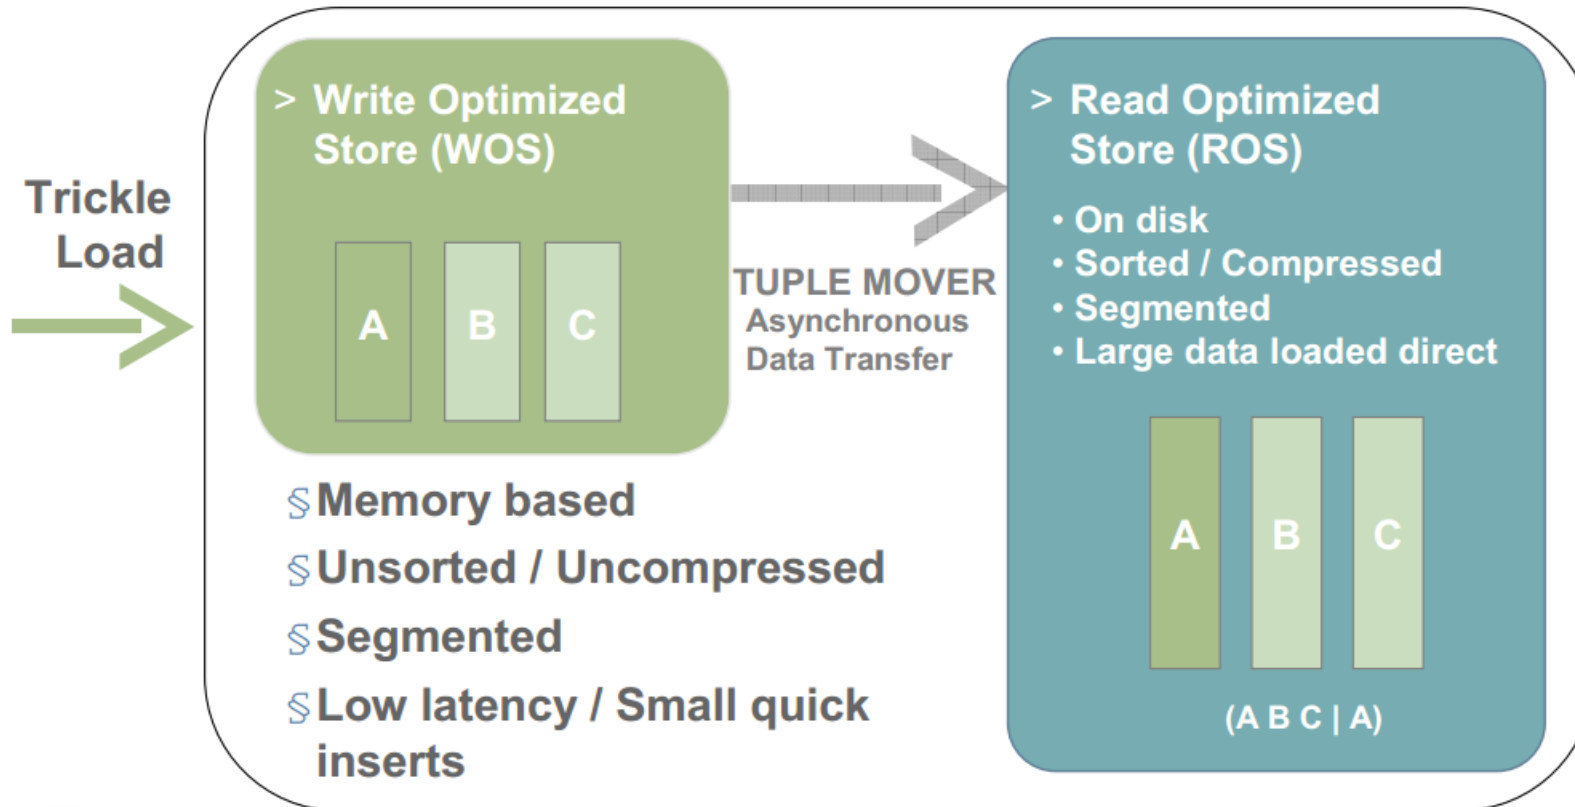 Trickle
Load
> Write Optimized
Store (WOS)
A B C
§ Memory based
§ Unsorted / Uncompressed
§ Segmented
§ Low latency / Small quick
inserts
TUPLE MOVER
Asynchronous
Data Transfer
> Read Optimized
Store (ROS)
• On disk
• Sorted / Compressed
• Segmented
• Large data loaded direct
A B C
(A B C | A)